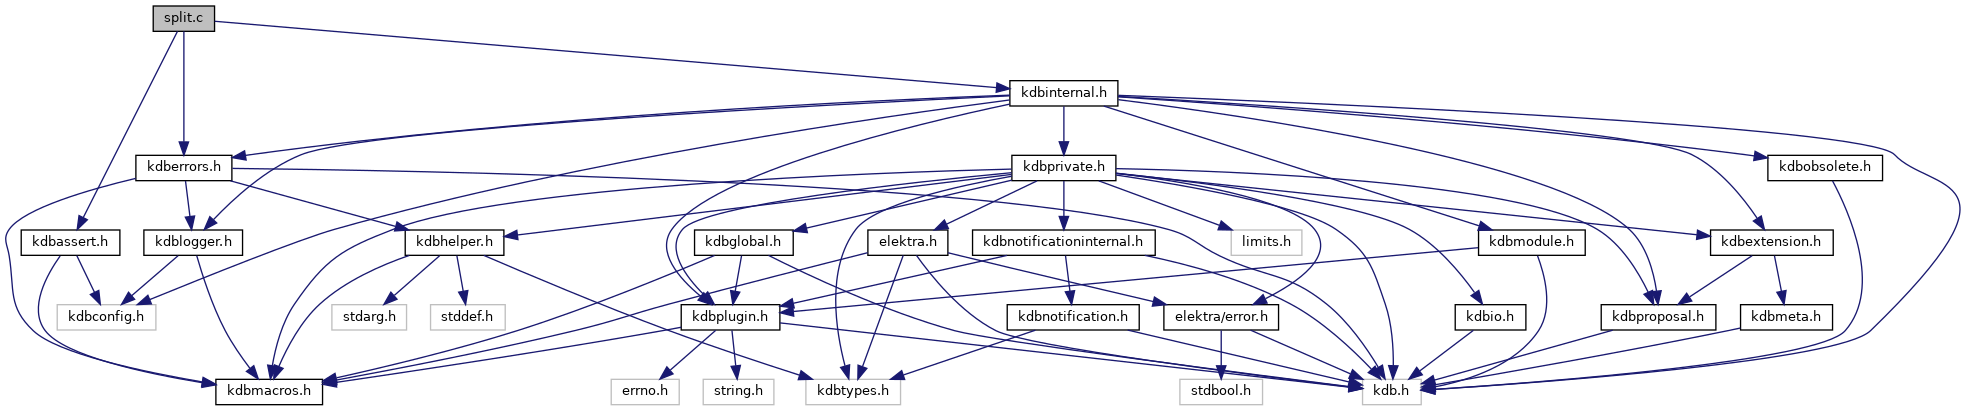 split.c
kdbinternal.h
kdberrors.h
kdbprivate.h
kdbobsolete.h
kdbassert.h
kdblogger.h
kdbhelper.h
kdbglobal.h
elektra.h
kdbnotificationinternal.h
limits.h
kdbmodule.h
kdbextension.h
kdbconfig.h
stdarg.h
stddef.h
kdbplugin.h
kdbnotification.h
elektra/error.h
kdbio.h
kdbproposal.h
kdbmeta.h
kdbmacros.h
errno.h
string.h
kdbtypes.h
stdbool.h
kdb.h